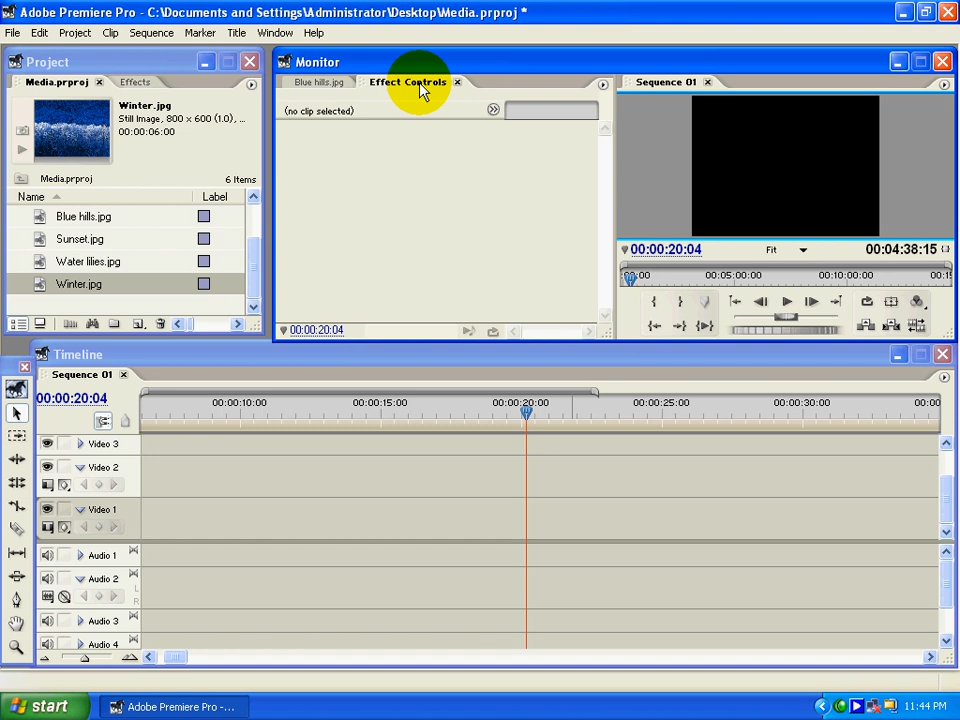 Adobe Premiere Pro - C:\Documents and Settings\Administrator\Desktop\Media.prproj *
File Edit Project Clip Sequence Marker Title Window Help
Project
Media.prproj Effects
Winter.jpg
Still Image, 800 x 600 (1.0), ...
00:00:06:00
Media.prproj 6 Items
Name Label
Blue hills.jpg
Sunset.jpg
Water lilies.jpg
Winter.jpg
Monitor
Blue hills.jpg Effect Controls
(no clip selected)
00:00:20:04
Sequence 01
00:00:20:04 Fit 00:04:38:15
00:05:00:00 00:10:00:00
Timeline
Sequence 01
00:00:20:04
00:00:10:00 00:00:15:00 00:00:20:00 00:00:25:00 00:00:30:00
Video 3
Video 2
Video 1
Audio 1
Audio 2
L
R
Audio 3
Audio 4
start Adobe Premiere Pro -... 11:44 PM